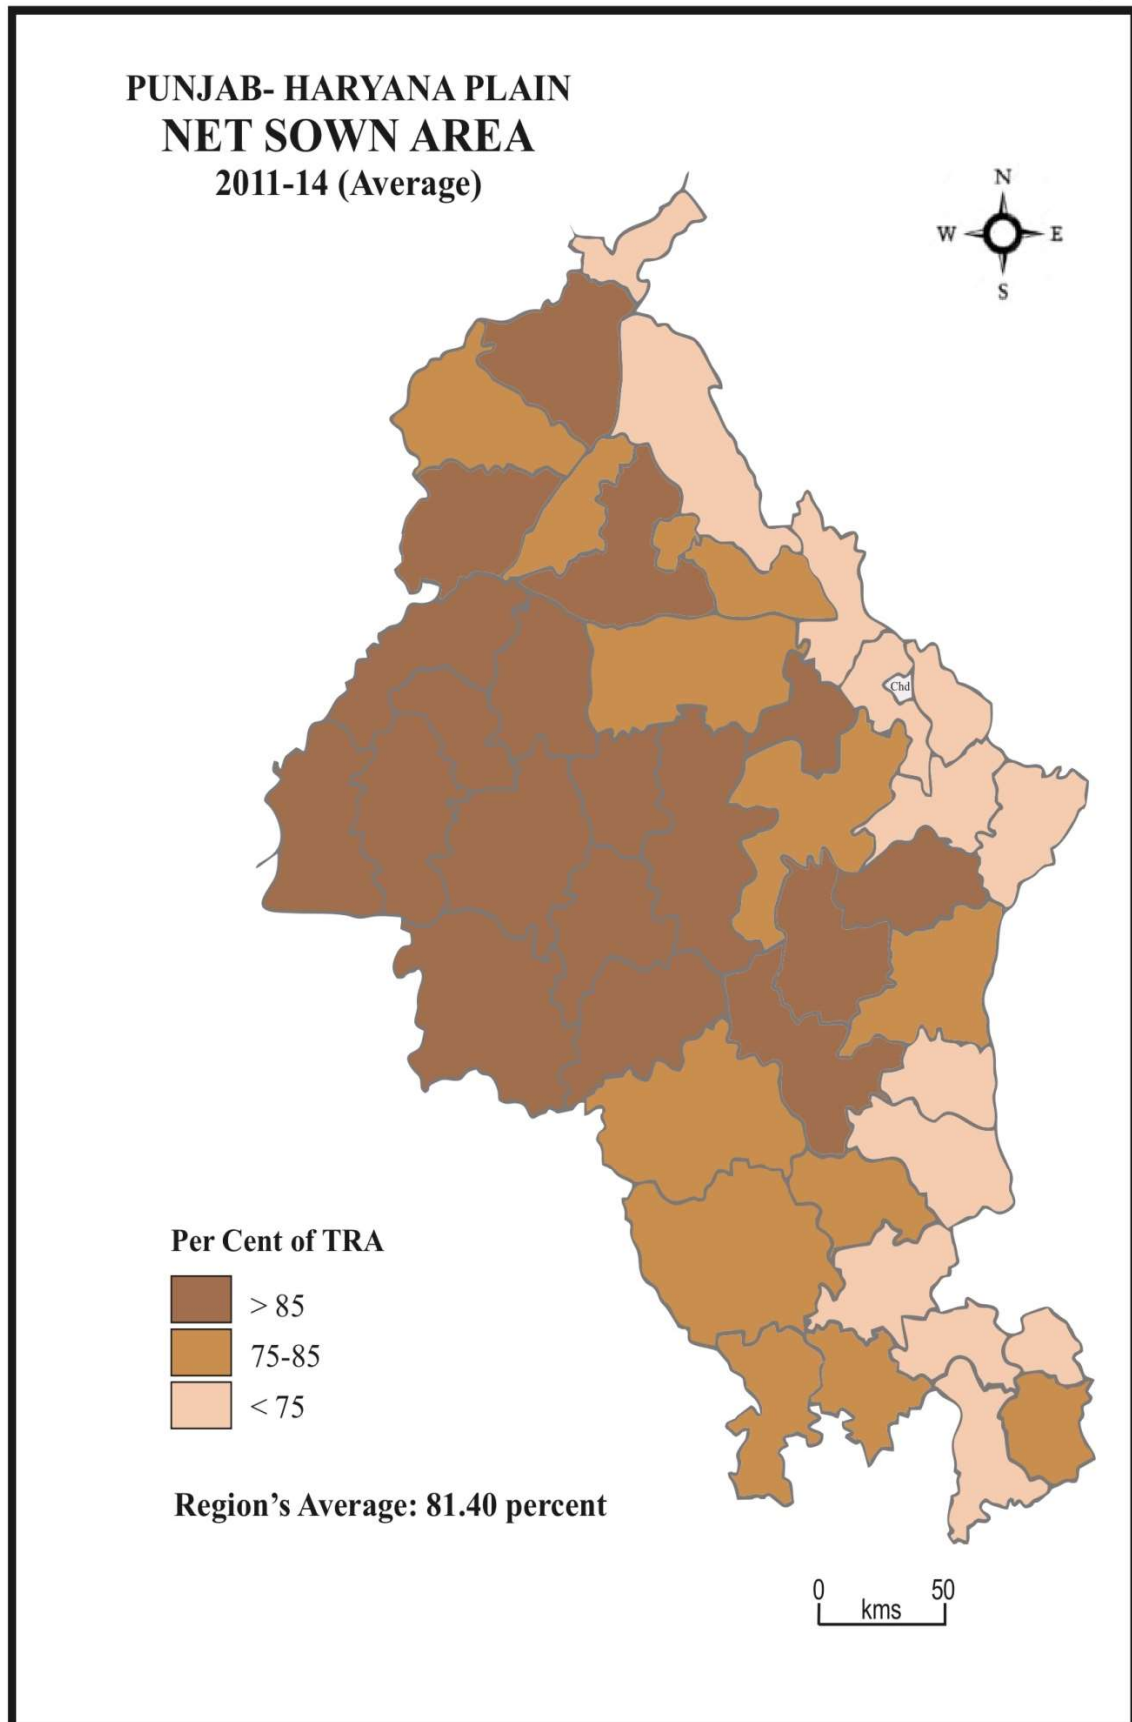 PUNJAB- HARYANA PLAIN
NET SOWN AREA
2011-14 (Average)
N
W E
S
Chd
Per Cent of TRA
> 85
75-85
< 75
Region's Average: 81.40 percent
0 50
kms